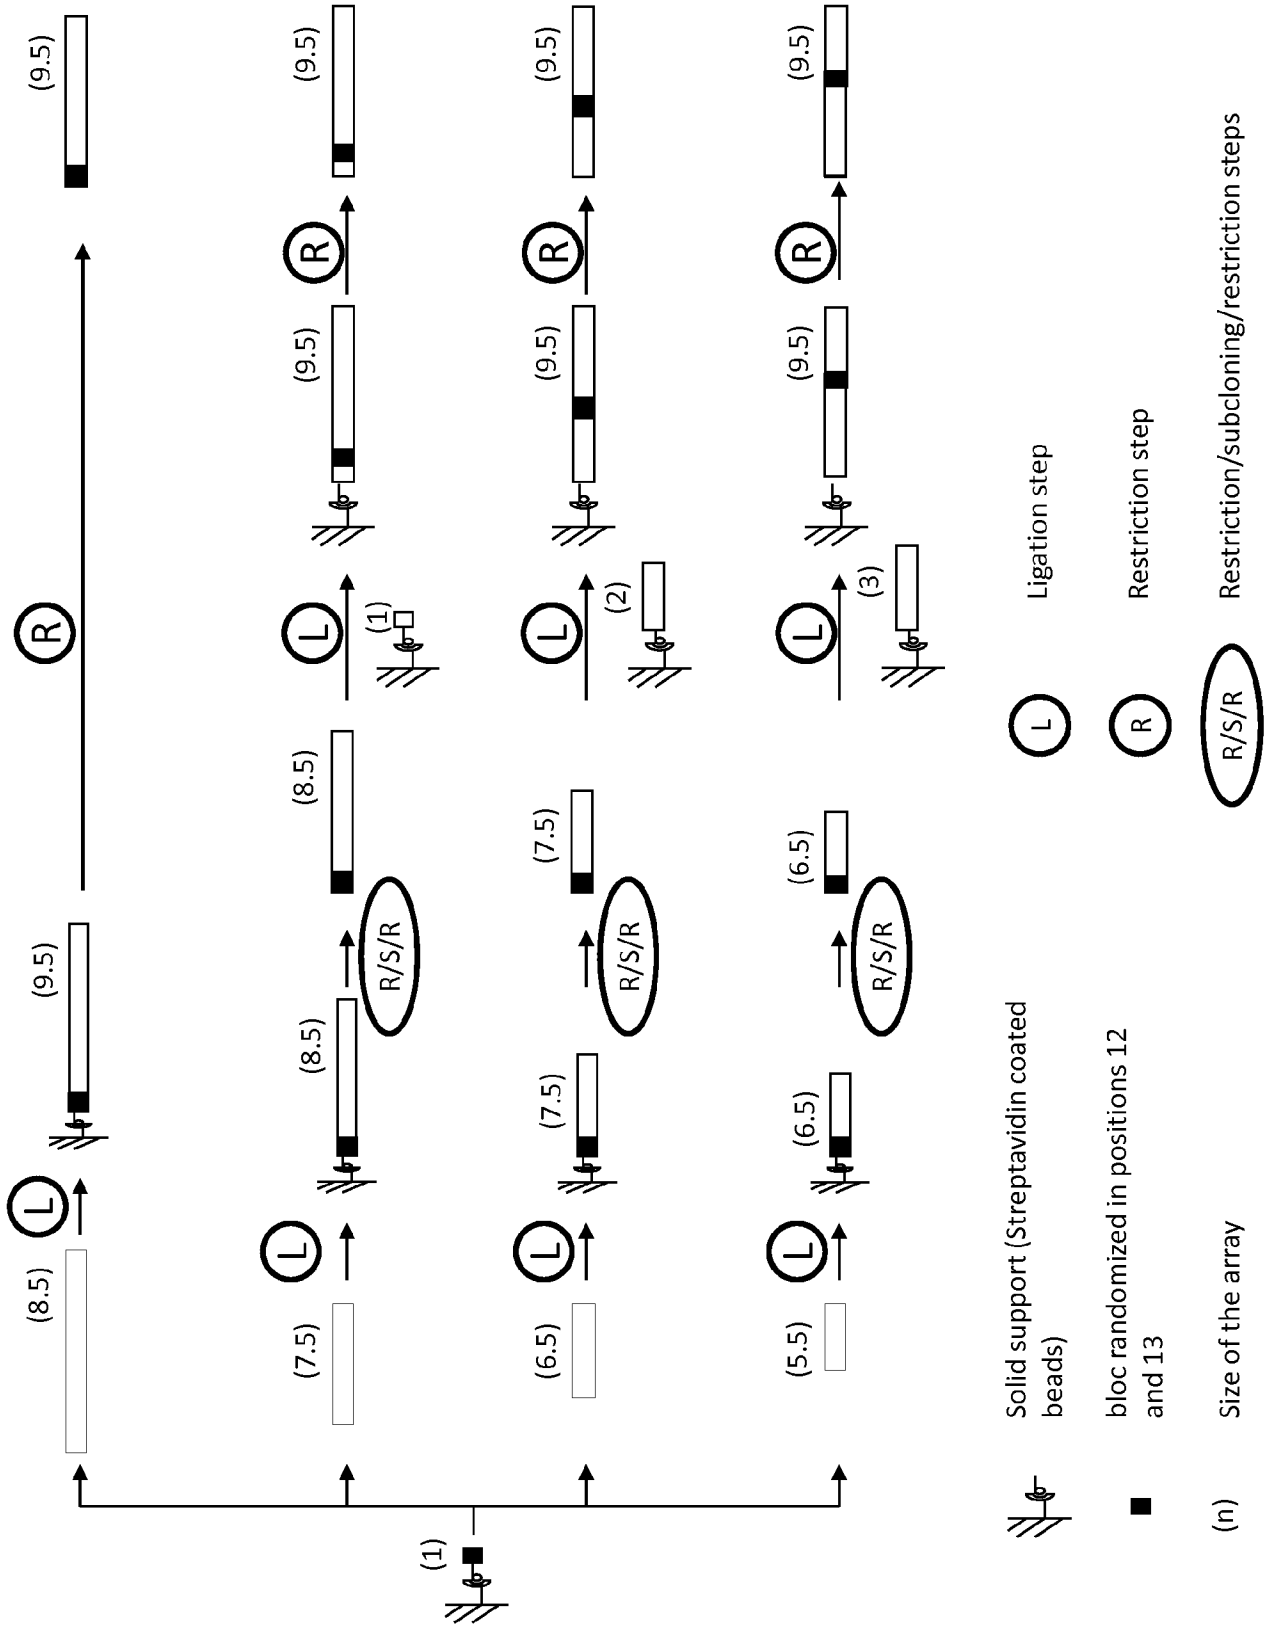 (8.5)
L
(9.5)
R
(9.5)
(7.5)
L
(8.5)
R/S/R
(8.5)
L
(1)
(9.5)
R
(9.5)
(1)
(6.5)
L
(7.5)
R/S/R
(7.5)
L
(2)
(9.5)
R
(9.5)
(5.5)
L
(6.5)
R/S/R
(6.5)
L
(3)
(9.5)
R
(9.5)
Solid support (Streptavidin coated
beads)
bloc randomized in positions 12
and 13
(n)
Size of the array
L
Ligation step
R
Restriction step
R/S/R
Restriction/subcloning/restriction steps